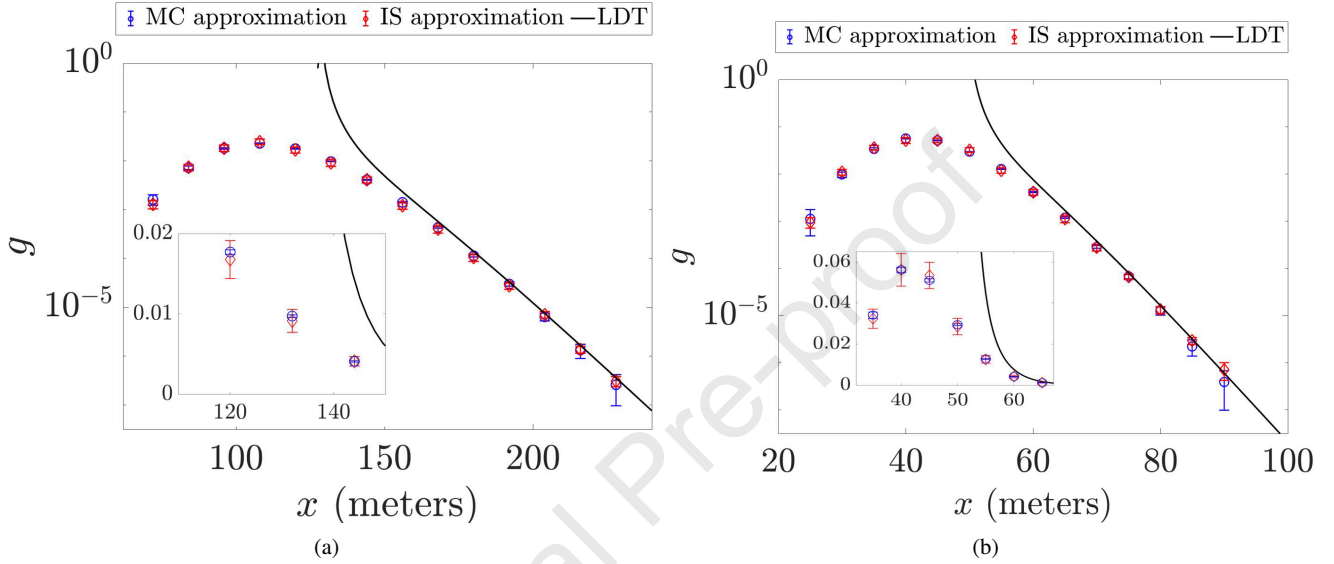 MC approximation IS approximation LDT
10^0
10^-5
g
0.02
0.01
0
120 140
100 150 200
x (meters)
(a)
MC approximation IS approximation LDT
10^0
10^-5
g
0.06
0.04
0.02
0
40 50 60
20 40 60 80 100
x (meters)
(b)
al Pre-proof